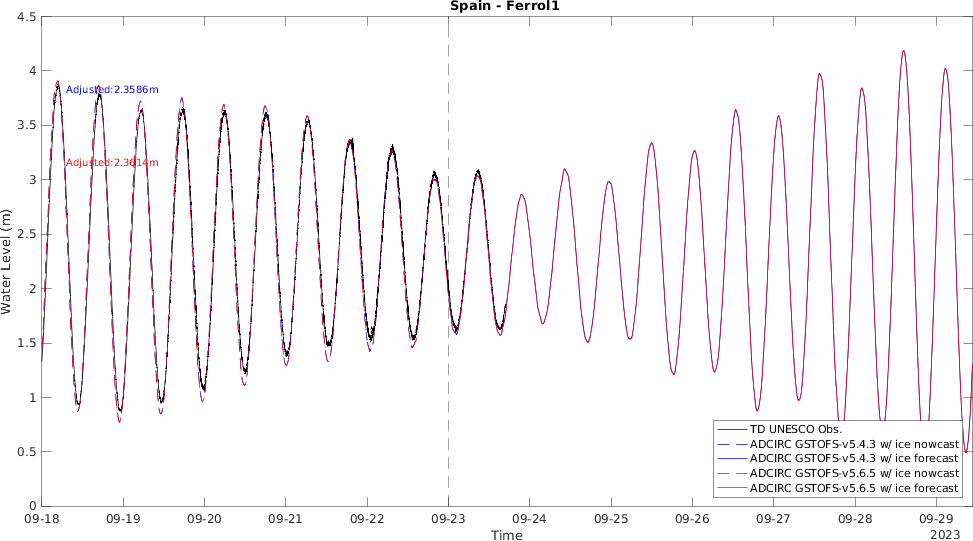 Spain - Ferrol1
4.5
4
3.5
3
2.5
2
1.5
1
0.5
0
Water Level (m)
Adjusted:2.3586m
Adjusted:2.3614m
TD UNESCO Obs.
ADCIRC GSTOFS-v5.4.3 w/ ice nowcast
ADCIRC GSTOFS-v5.4.3 w/ ice forecast
ADCIRC GSTOFS-v5.6.5 w/ ice nowcast
ADCIRC GSTOFS-v5.6.5 w/ ice forecast
09-18 09-19 09-20 09-21 09-22 09-23 09-24 09-25 09-26 09-27 09-28 09-29
2023
Time